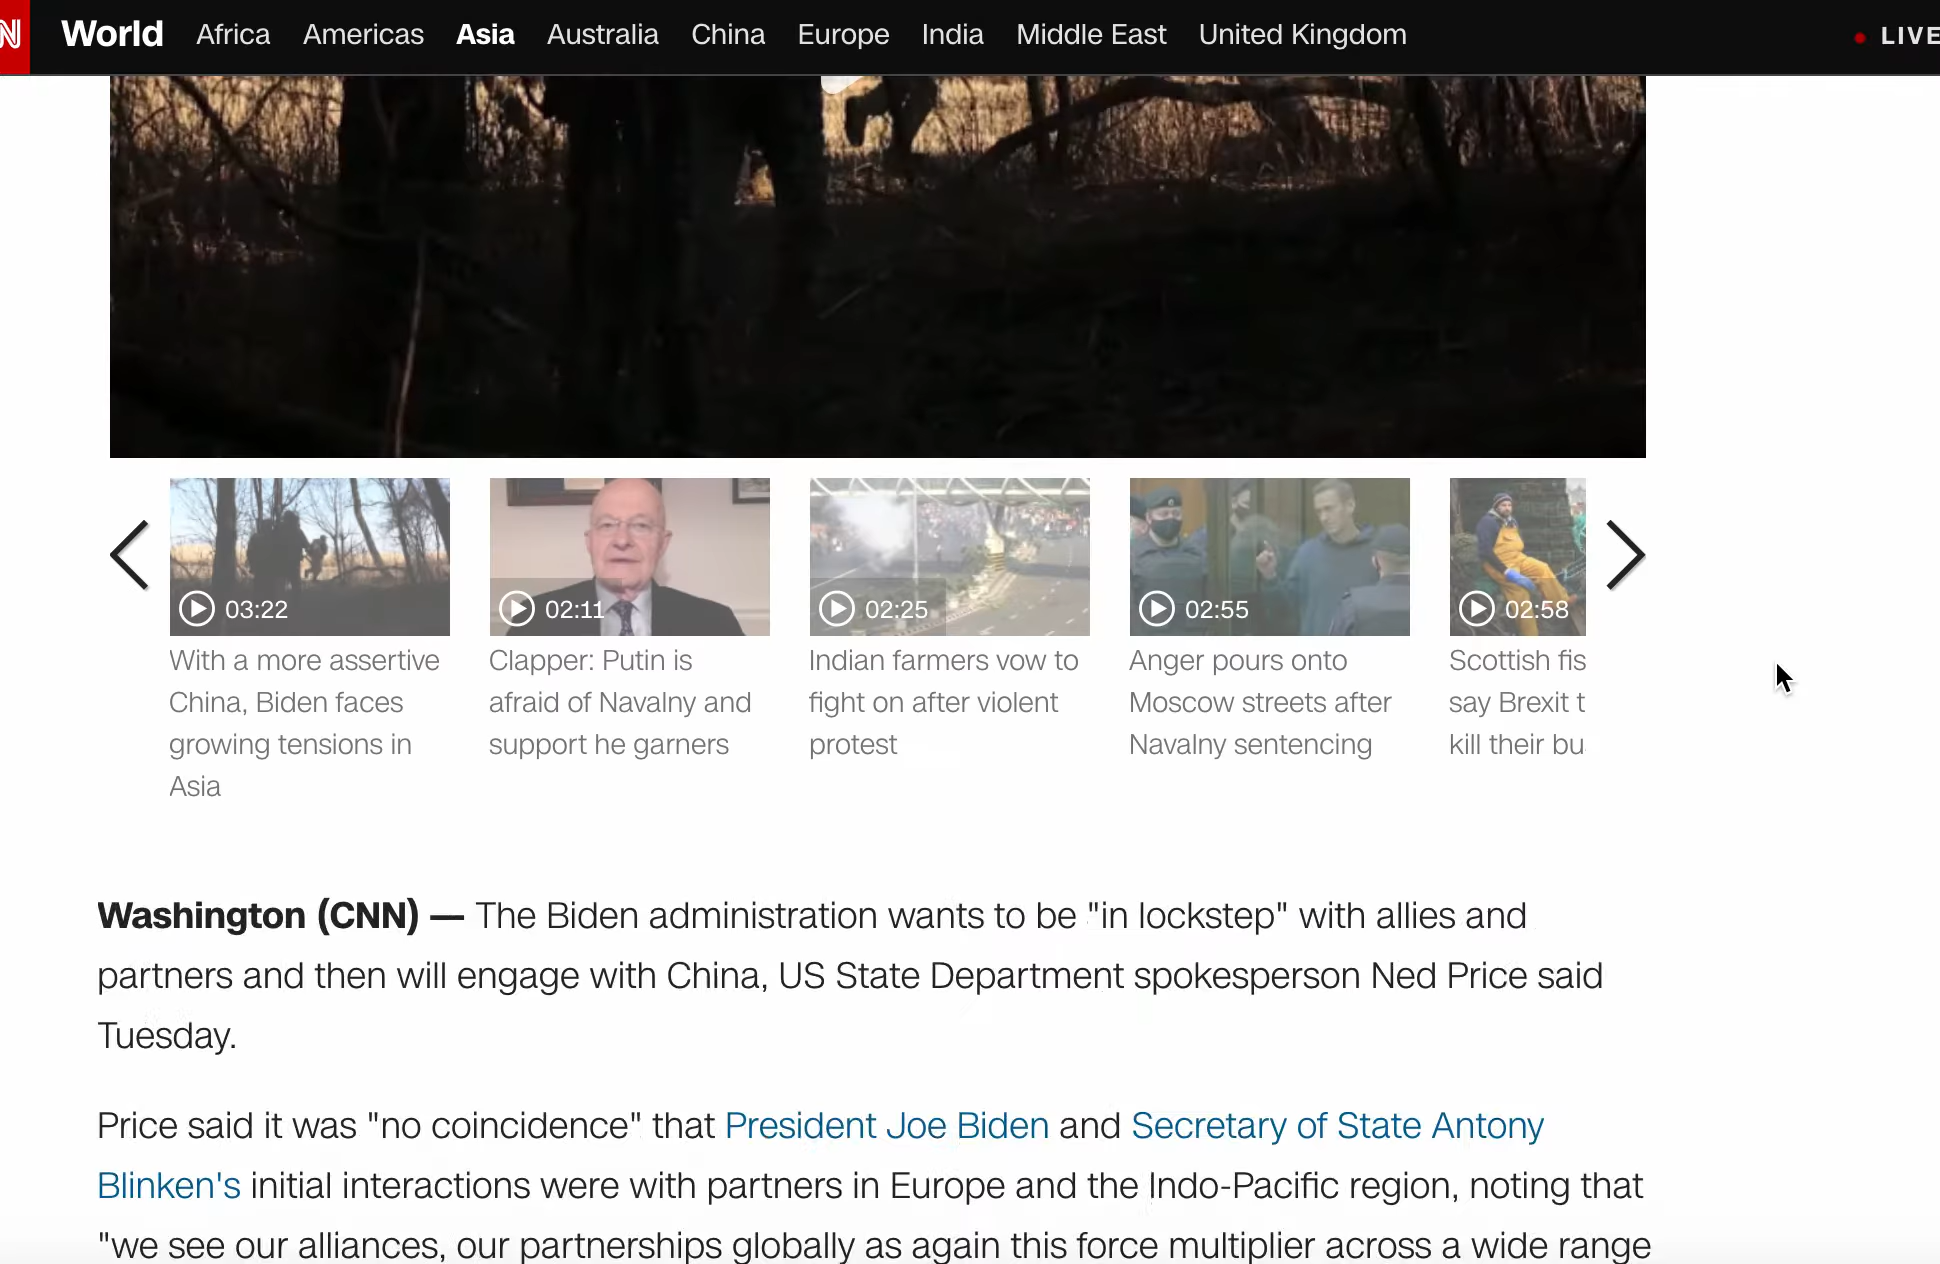 World Africa Americas Asia Australia China Europe India Middle East United Kingdom LIVE
03:22
02:11
02:25
02:55
02:58
With a more assertive
China, Biden faces
growing tensions in
Asia
Clapper: Putin is
afraid of Navalny and
support he garners
Indian farmers vow to
fight on after violent
protest
Anger pours onto
Moscow streets after
Navalny sentencing
Scottish fis
say Brexit t
kill their bu
Washington (CNN) — The Biden administration wants to be "in lockstep" with allies and
partners and then will engage with China, US State Department spokesperson Ned Price said
Tuesday.
Price said it was "no coincidence" that President Joe Biden and Secretary of State Antony
Blinken's initial interactions were with partners in Europe and the Indo-Pacific region, noting that
"we see our alliances, our partnerships globally as again this force multiplier across a wide range